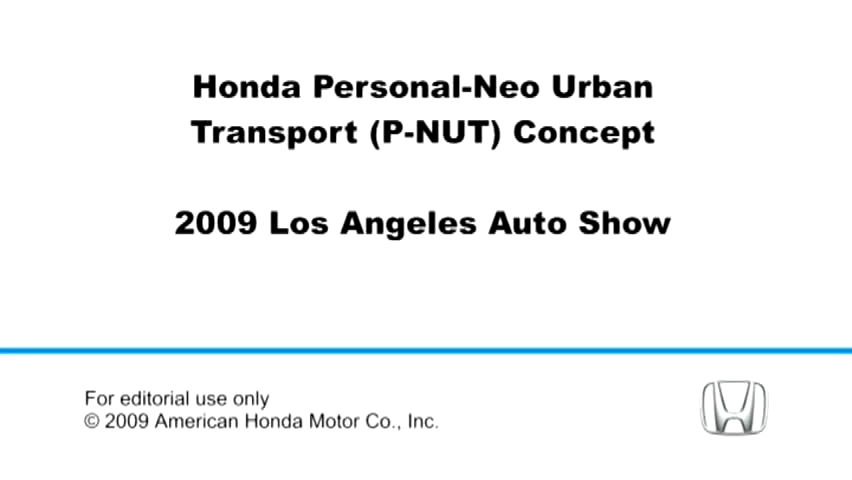 Honda Personal-Neo Urban
Transport (P-NUT) Concept
2009 Los Angeles Auto Show
For editorial use only
© 2009 American Honda Motor Co., Inc.